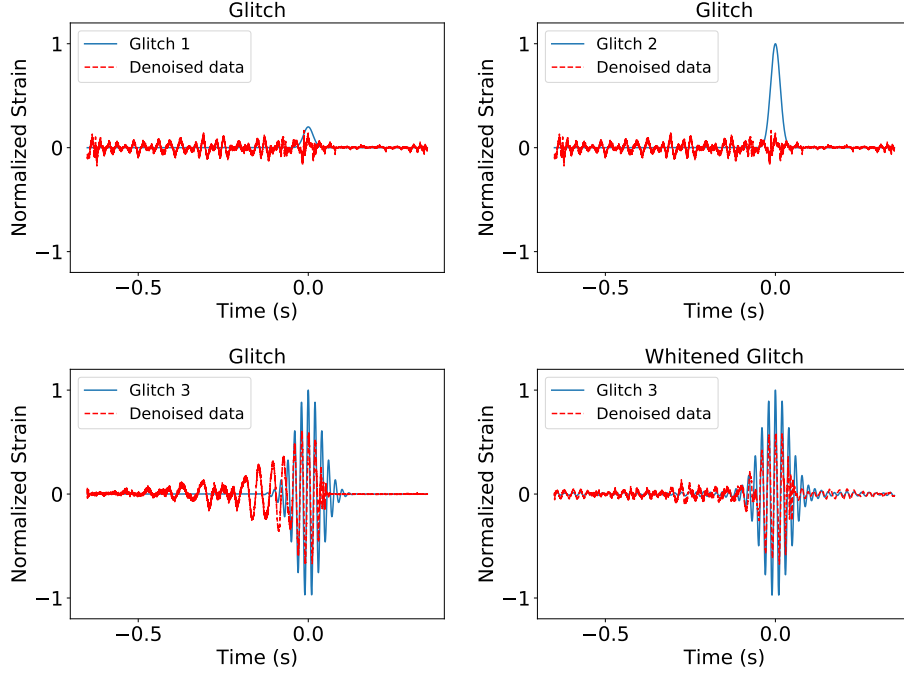 Glitch
Glitch 1
Denoised data
1
0
−1
Normalized Strain
−0.5
0.0
Time (s)
Glitch
Glitch 2
Denoised data
1
0
−1
Normalized Strain
−0.5
0.0
Time (s)
Glitch
Glitch 3
Denoised data
1
0
−1
Normalized Strain
−0.5
0.0
Time (s)
Whitened Glitch
Glitch 3
Denoised data
1
0
−1
Normalized Strain
−0.5
0.0
Time (s)